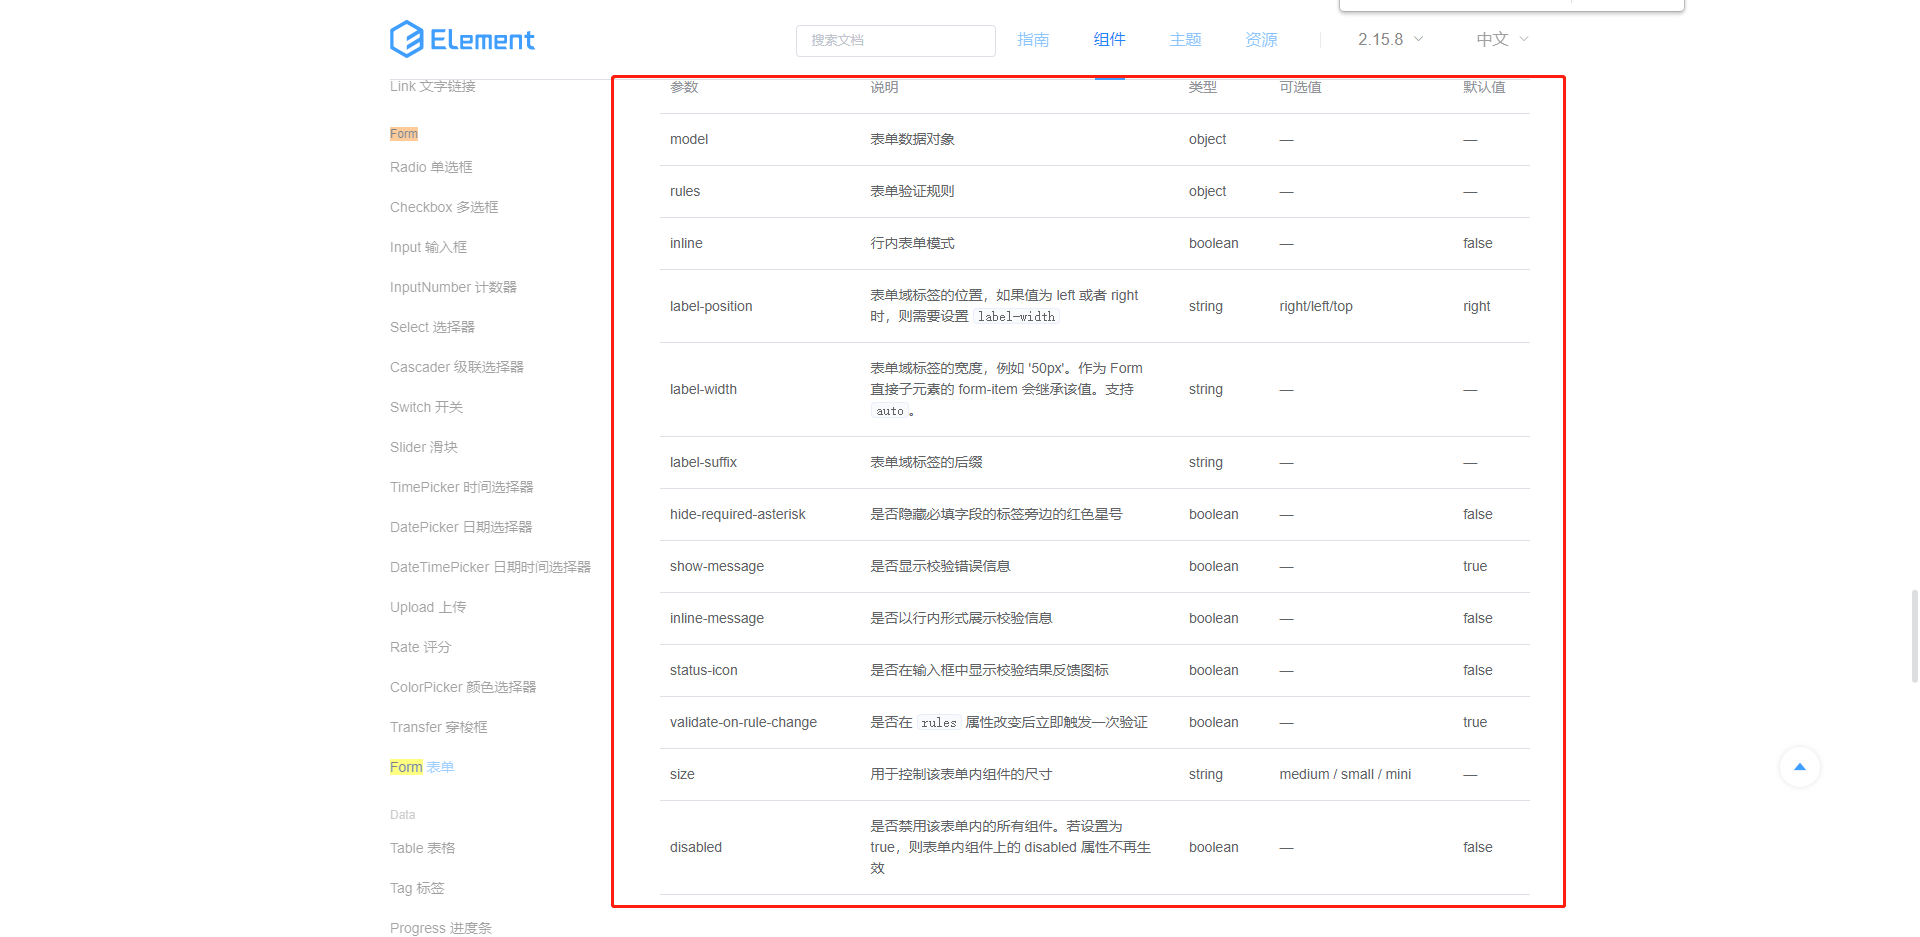 Element
搜索文档
指南
组件
主题
资源
2.15.8
中文
Link 文字链接
Form
Radio 单选框
Checkbox 多选框
Input 输入框
InputNumber 计数器
Select 选择器
Cascader 级联选择器
Switch 开关
Slider 滑块
TimePicker 时间选择器
DatePicker 日期选择器
DateTimePicker 日期时间选择器
Upload 上传
Rate 评分
ColorPicker 颜色选择器
Transfer 穿梭框
Form 表单
Data
Table 表格
Tag 标签
Progress 进度条
参数 说明 类型 可选值 默认值
model 表单数据对象 object — —
rules 表单验证规则 object — —
inline 行内表单模式 boolean — false
label-position 表单域标签的位置，如果值为 left 或者 right
时，则需要设置 label-width string right/left/top right
label-width 表单域标签的宽度，例如 '50px'。作为 Form
直接子元素的 form-item 会继承该值。支持 string — —
auto 。
label-suffix 表单域标签的后缀 string — —
hide-required-asterisk 是否隐藏必填字段的标签旁边的红色星号 boolean — false
show-message 是否显示校验错误信息 boolean — true
inline-message 是否以行内形式展示校验信息 boolean — false
status-icon 是否在输入框中显示校验结果反馈图标 boolean — false
validate-on-rule-change 是否在 rules 属性改变后立即触发一次验证 boolean — true
size 用于控制该表单内组件的尺寸 string medium / small / mini —
是否禁用该表单内的所有组件。若设置为
disabled true，则表单内组件上的 disabled 属性不再生 boolean — false
效